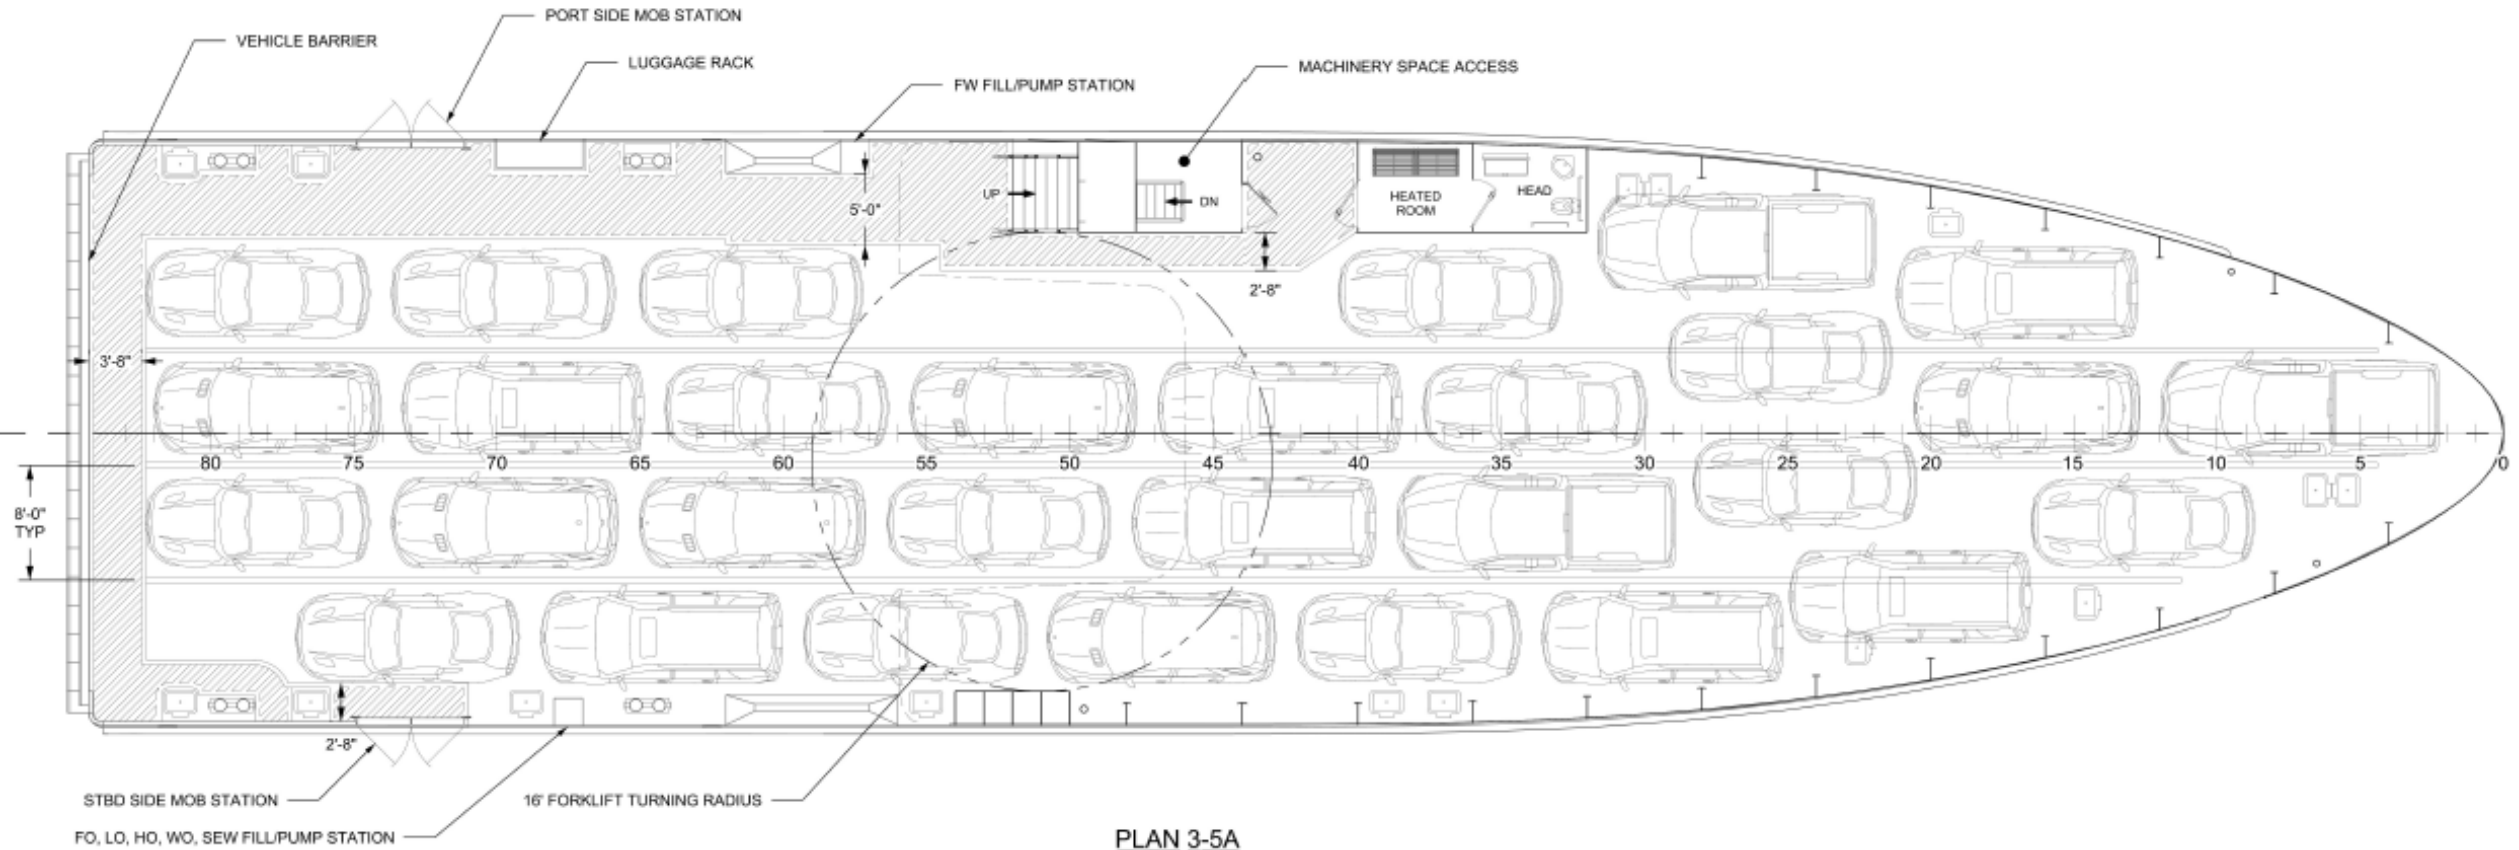 PORT SIDE MOB STATION
VEHICLE BARRIER
LUGGAGE RACK
MACHINERY SPACE ACCESS
FW FILL/PUMP STATION
UP
DN
HEATED
ROOM
HEAD
5'-0"
2'-8"
3'-8"
80 75 70 65 60 55 50 45 40 35 30 25 20 15 10 5 0
8'-0"
TYP
2'-8"
STBD SIDE MOB STATION
16' FORKLIFT TURNING RADIUS
FO, LO, HO, WO, SEW FILL/PUMP STATION
PLAN 3-5A